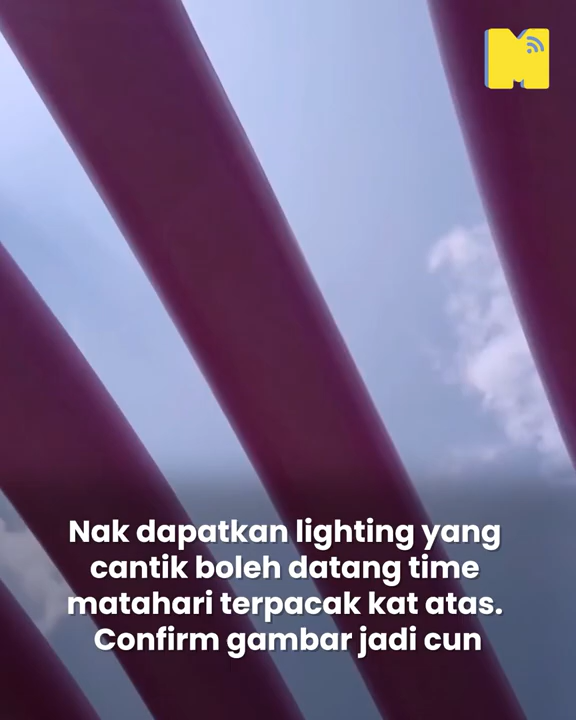 Nak dapatkan lighting yang
cantik boleh datang time
matahari terpacak kat atas.
Confirm gambar jadi cun